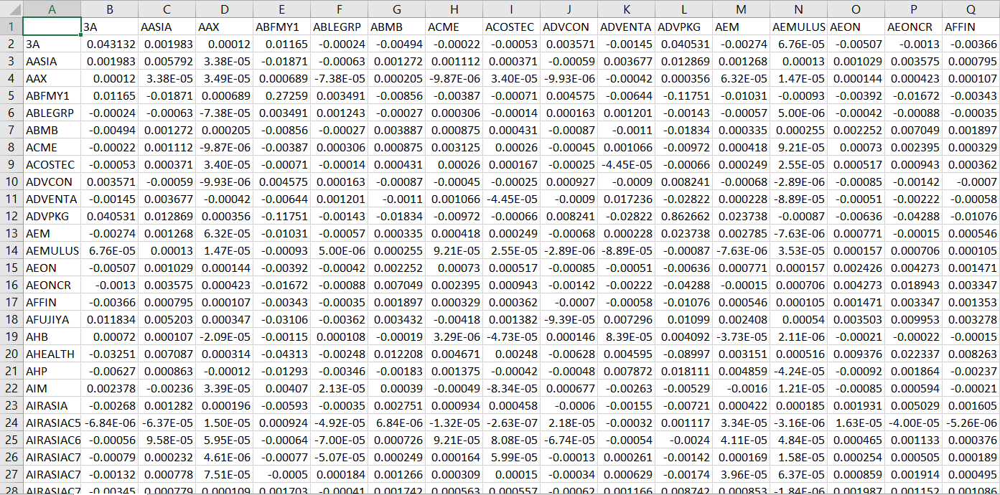 A B C D E F G H I J K L M N O P Q
1 3A AASIA AAX ABFMY1 ABLEGRP ABMB ACME ACOSTEC ADVCON ADVENTA ADVPKG AEM AEMULUS AEON AEONCR AFFIN
2 3A 0.043132 0.001983 0.00012 0.01165 -0.00024 -0.00494 -0.00022 -0.00053 0.003571 -0.00145 0.040531 -0.00274 6.76E-05 -0.00507 -0.0013 -0.00366
3 AASIA 0.001983 0.005792 3.38E-05 -0.01871 -0.00063 0.001272 0.001112 0.000371 -0.00059 0.003677 0.012869 0.001268 0.00013 0.001029 0.003575 0.000795
4 AAX 0.00012 3.38E-05 3.49E-05 0.000689 -7.38E-05 0.000205 -9.87E-06 3.40E-05 -9.93E-06 -0.00042 0.000356 6.32E-05 1.47E-05 0.000144 0.000423 0.000107
5 ABFMY1 0.01165 -0.01871 0.000689 0.27259 0.003491 -0.00856 -0.00387 -0.00071 0.004575 -0.00644 -0.11751 -0.01031 -0.00093 -0.00392 -0.01672 -0.00343
6 ABLEGRP -0.00024 -0.00063 -7.38E-05 0.003491 0.001243 -0.00027 0.000306 -0.00014 0.000163 0.001201 -0.00143 -0.00057 5.00E-06 -0.00042 -0.00088 -0.00035
7 ABMB -0.00494 0.001272 0.000205 -0.00856 -0.00027 0.003887 0.000875 0.000431 -0.00087 -0.0011 -0.01834 0.000335 0.000255 0.002252 0.007049 0.001897
8 ACME -0.00022 0.001112 -9.87E-06 -0.00387 0.000306 0.000875 0.003125 0.00026 -0.00045 0.001066 -0.00972 0.000418 9.21E-05 0.00073 0.002395 0.000329
9 ACOSTEC -0.00053 0.000371 3.40E-05 -0.00071 -0.00014 0.000431 0.00026 0.000167 -0.00025 -4.45E-05 -0.00066 0.000249 2.55E-05 0.000517 0.000943 0.000362
10 ADVCON 0.003571 -0.00059 -9.93E-06 0.004575 0.000163 -0.00087 -0.00045 -0.00025 0.000927 -0.0009 0.008241 -0.00068 -2.89E-06 -0.00085 -0.00142 -0.0007
11 ADVENTA -0.00145 0.003677 -0.00042 -0.00644 0.001201 -0.0011 0.001066 -4.45E-05 -0.0009 0.017236 -0.02822 0.000228 -8.89E-05 -0.00051 -0.00222 -0.00058
12 ADVPKG 0.040531 0.012869 0.000356 -0.11751 -0.00143 -0.01834 -0.00972 -0.00066 0.008241 -0.02822 0.862662 0.023738 -0.00087 -0.00636 -0.04288 -0.01076
13 AEM -0.00274 0.001268 6.32E-05 -0.01031 -0.00057 0.000335 0.000418 0.000249 -0.00068 0.000228 0.023738 0.002785 -7.63E-06 0.000771 -0.00015 0.000546
14 AEMULUS 6.76E-05 0.00013 1.47E-05 -0.00093 5.00E-06 0.000255 9.21E-05 2.55E-05 -2.89E-06 -8.89E-05 -0.00087 -7.63E-06 3.53E-05 0.000157 0.000706 0.000105
15 AEON -0.00507 0.001029 0.000144 -0.00392 -0.00042 0.002252 0.00073 0.000517 -0.00085 -0.00051 -0.00636 0.000771 0.000157 0.002426 0.004273 0.001471
16 AEONCR -0.0013 0.003575 0.000423 -0.01672 -0.00088 0.007049 0.002395 0.000943 -0.00142 -0.00222 -0.04288 -0.00015 0.000706 0.004273 0.018943 0.003347
17 AFFIN -0.00366 0.000795 0.000107 -0.00343 -0.00035 0.001897 0.000329 0.000362 -0.0007 -0.00058 -0.01076 0.000546 0.000105 0.001471 0.003347 0.001353
18 AFUJIYA 0.011834 0.005203 0.000347 -0.03106 -0.00362 0.003432 -0.00418 0.001382 -9.39E-05 0.007296 0.01099 0.002408 0.00054 0.003503 0.009953 0.003278
19 AHB 0.00072 0.000107 -2.09E-05 -0.00115 0.000108 -0.00019 3.29E-06 -4.73E-05 0.000146 8.39E-05 0.004092 -3.73E-05 2.11E-06 -0.00021 -0.00022 -0.00015
20 AHEALTH -0.03251 0.007087 0.000314 -0.04313 -0.00248 0.012208 0.004671 0.00248 -0.00628 0.004595 -0.08997 0.003151 0.000516 0.009376 0.022337 0.008263
21 AHP -0.00627 0.000863 -0.00012 -0.01293 -0.00346 -0.00183 0.001375 -0.00042 -0.00048 0.007872 0.018111 0.004859 -4.24E-05 -0.00092 0.001864 -0.00237
22 AIM 0.002378 -0.00236 3.39E-05 0.00407 2.13E-05 0.00039 -0.00049 -8.34E-05 0.000677 -0.00263 -0.00529 -0.0016 1.21E-05 -0.00085 0.000594 -0.00021
23 AIRASIA -0.00268 0.001282 0.000196 -0.00593 -0.00035 0.002751 0.000934 0.000458 -0.0006 -0.00155 -0.00721 0.000422 0.000185 0.001931 0.005029 0.001605
24 AIRASIAC5 -6.84E-06 -6.37E-05 1.50E-05 0.000924 -4.92E-05 6.84E-06 -1.32E-05 -2.63E-07 2.18E-05 -0.00032 0.001117 3.34E-05 -3.16E-06 1.63E-05 -4.00E-05 -5.26E-06
25 AIRASIAC6 -0.00056 9.58E-05 5.95E-05 -0.00064 -7.00E-05 0.000726 9.21E-05 8.08E-05 -6.74E-05 -0.00054 -0.0024 4.11E-05 4.84E-05 0.000465 0.001133 0.000376
26 AIRASIAC7 -0.00079 0.000232 4.61E-06 -0.00077 -5.07E-05 0.000249 0.000164 5.99E-05 -0.00013 0.000261 -0.00142 0.000169 1.58E-05 0.000254 0.000505 0.000189
27 AIRASIAC7 -0.00132 0.000778 7.51E-05 -0.0005 0.000184 0.001266 0.000309 0.00015 -0.00034 0.000629 -0.00174 3.96E-05 6.37E-05 0.000859 0.001914 0.000495
28 AIRASIAC7 -0.00345 0.000779 0.000109 0.001703 -0.00041 0.001742 0.000563 0.000557 -0.00062 0.001166 0.008742 0.000853 -1.84E-06 0.001987 0.001152 0.001086